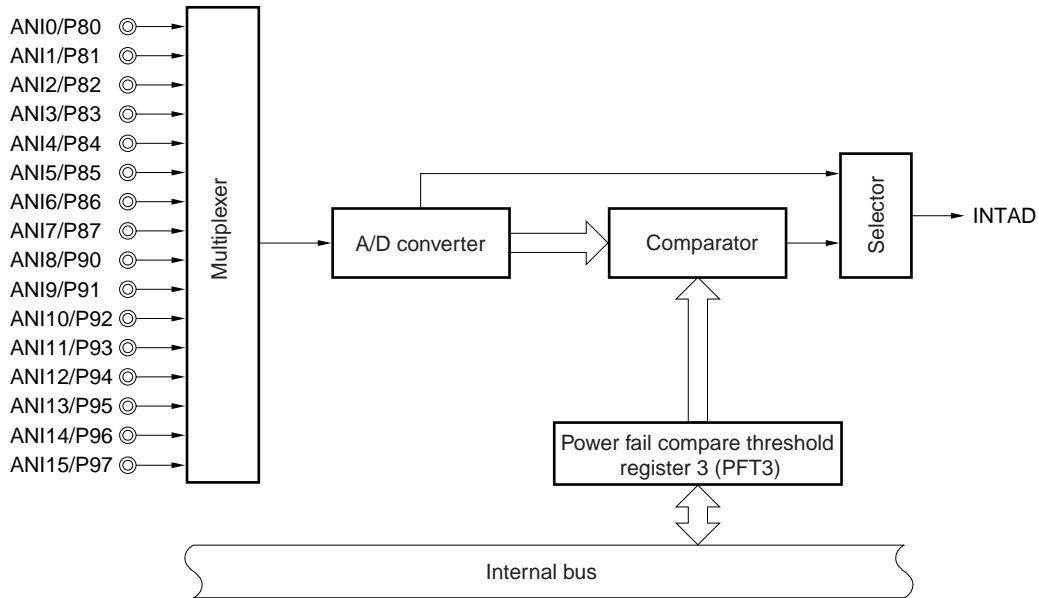 ANI0/P80
ANI1/P81
ANI2/P82
ANI3/P83
ANI4/P84
ANI5/P85
ANI6/P86
ANI7/P87
ANI8/P90
ANI9/P91
ANI10/P92
ANI11/P93
ANI12/P94
ANI13/P95
ANI14/P96
ANI15/P97
Multiplexer
A/D converter
Comparator
Selector
INTAD
Power fail compare threshold
register 3 (PFT3)
Internal bus